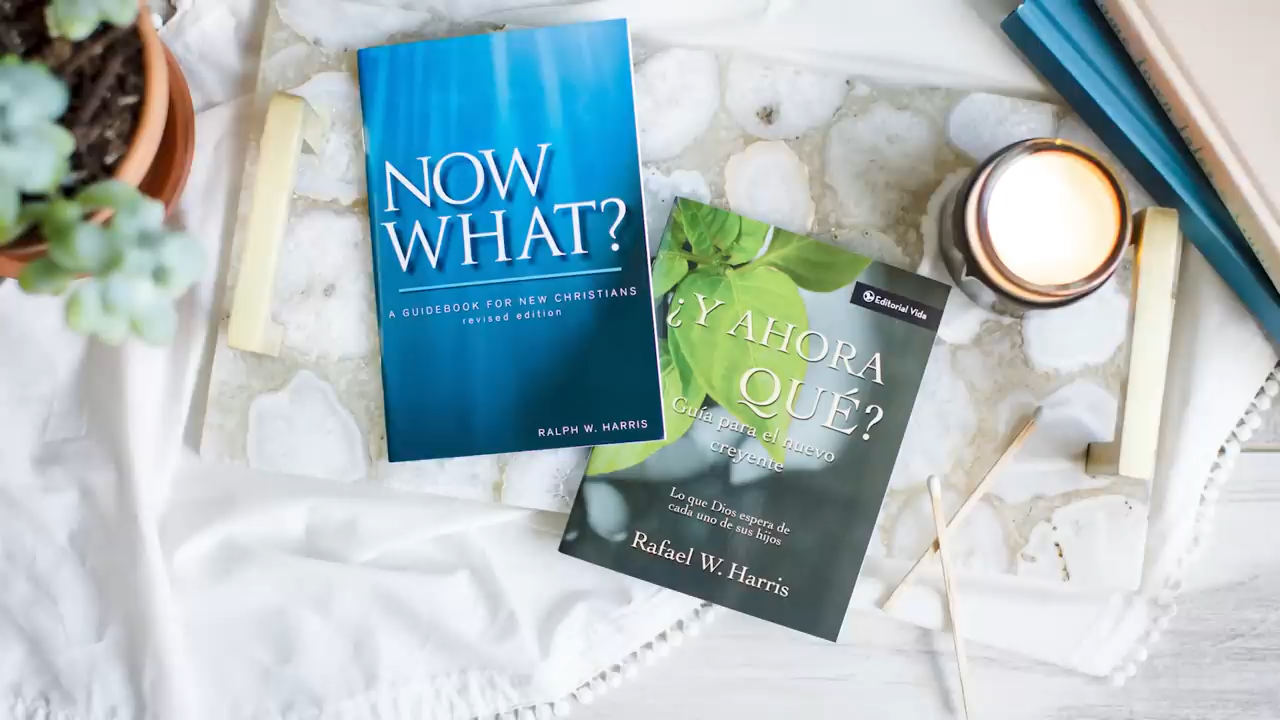 NOW
WHAT?
A GUIDEBOOK FOR NEW CHRISTIANS
revised edition
RALPH W. HARRIS
Editorial Vida
¿Y AHORA
QUÉ?
Guía para el nuevo
creyente
Lo que Dios espera de
cada uno de sus hijos
Rafael W. Harris